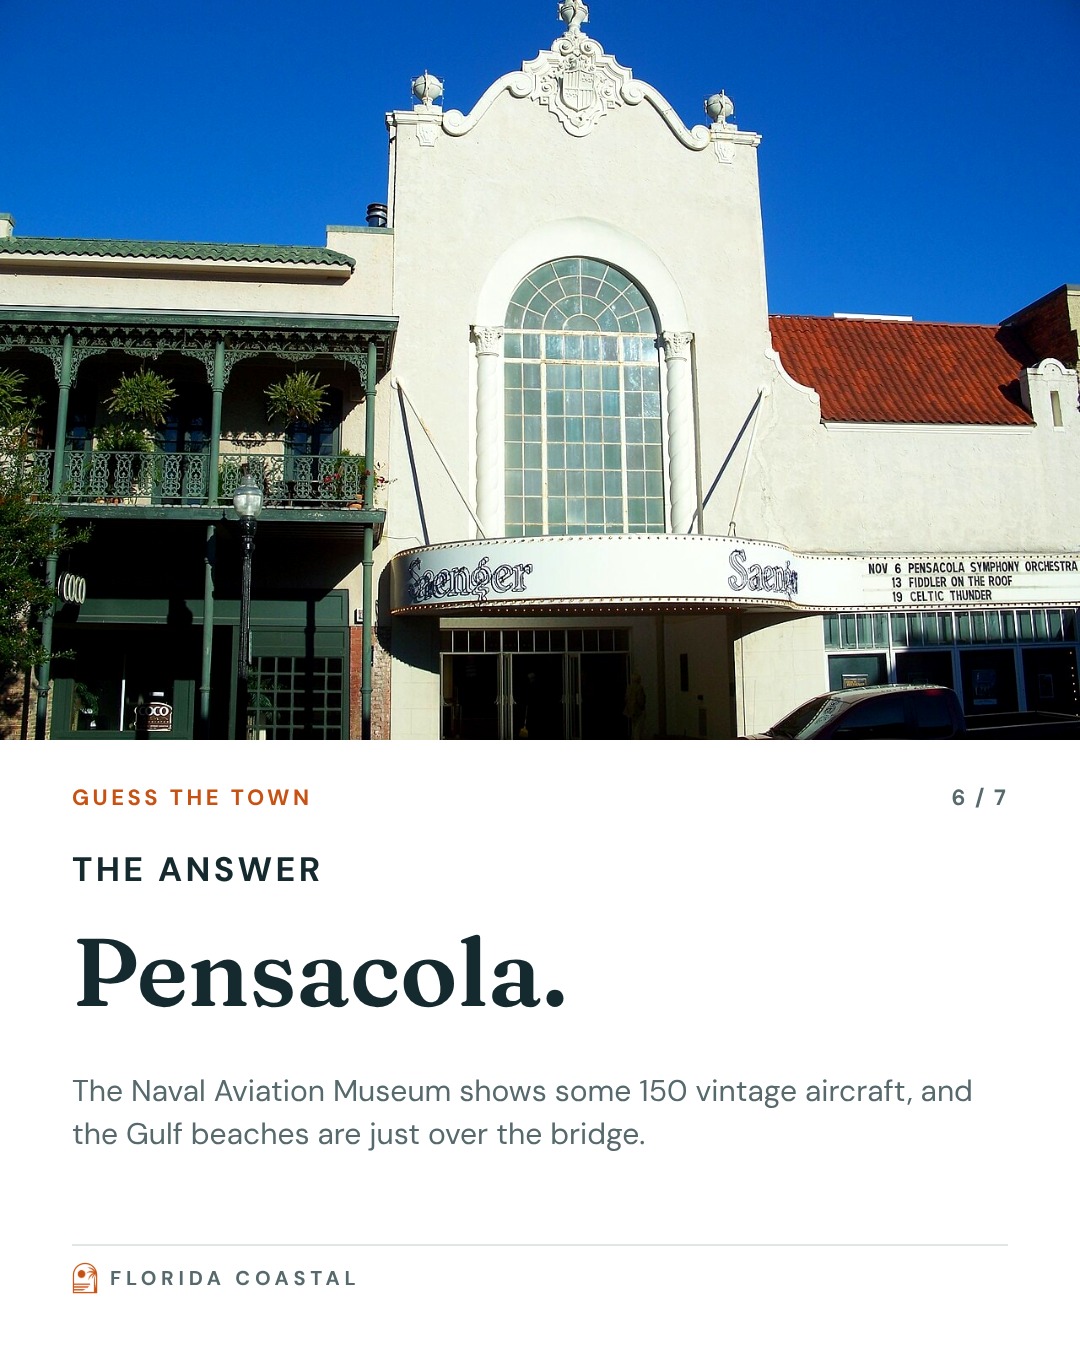 Saenger
Saenger
NOV 6 PENSACOLA SYMPHONY ORCHESTRA
13 FIDDLER ON THE ROOF
19 CELTIC THUNDER
COCO
GUESS THE TOWN
6 / 7
THE ANSWER
Pensacola.
The Naval Aviation Museum shows some 150 vintage aircraft, and
the Gulf beaches are just over the bridge.
FLORIDA COASTAL